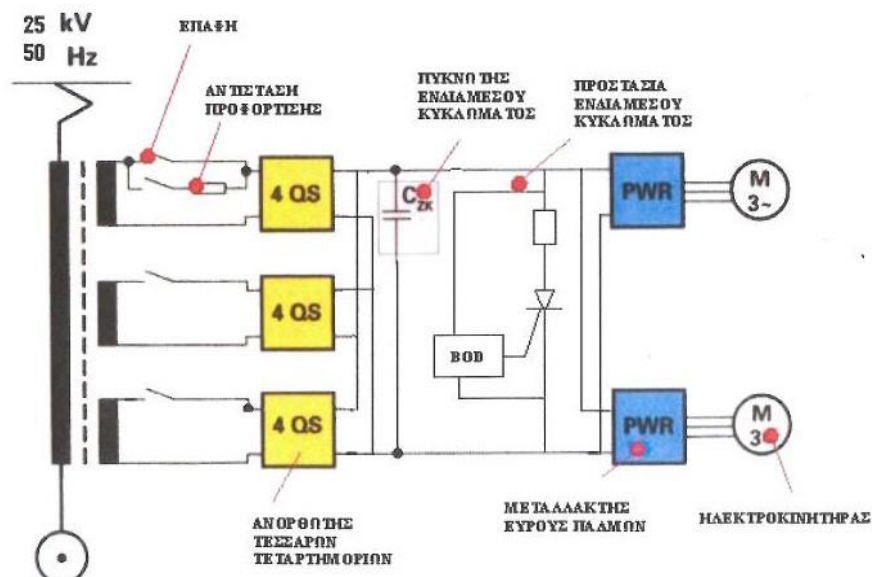 25 kV
50 Hz
ΕΠΑΦΗ
ΑΝΤΙΣΤΑΣΗ
ΠΡΟΦΟΡΤΙΣΗΣ
ΠΥΚΝΩΤΗΣ
ΕΝΔΙΑΜΕΣΟΥ
ΚΥΚΛΩΜΑΤΟΣ
ΠΡΟΣΤΑΣΙΑ
ΕΝΔΙΑΜΕΣΟΥ
ΚΥΚΛΩΜΑΤΟΣ
4 QS
CZK
PWR
M
3~
4 QS
BOD
4 QS
PWR
M
3
ΑΝΟΡΘΩΤΗΣ
ΤΕΣΣΑΡΩΝ
ΤΕΤΑΡΤΗΜΟΡΙΩΝ
ΜΕΤΑΛΛΑΚΤΗΣ
ΕΥΡΟΥΣ ΠΑΛΜΩΝ
ΗΛΕΚΤΡΟΚΙΝΗΤΗΡΑΣ